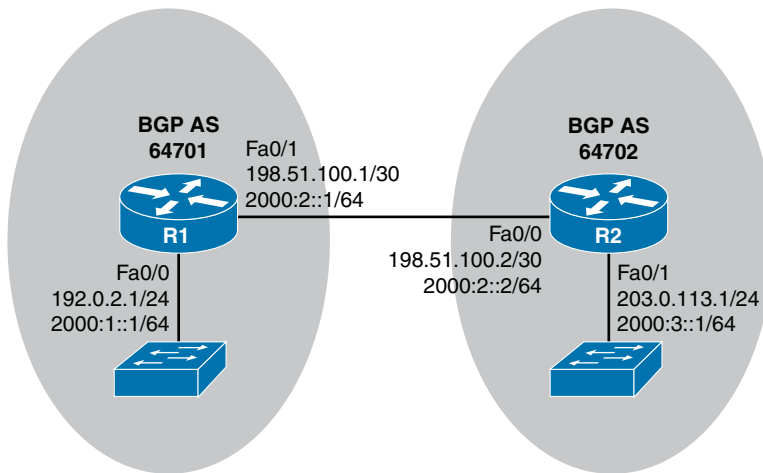 BGP AS
64701
Fa0/1
198.51.100.1/30
2000:2::1/64
R1
Fa0/0
192.0.2.1/24
2000:1::1/64
BGP AS
64702
R2
Fa0/0
198.51.100.2/30
2000:2::2/64
Fa0/1
203.0.113.1/24
2000:3::1/64